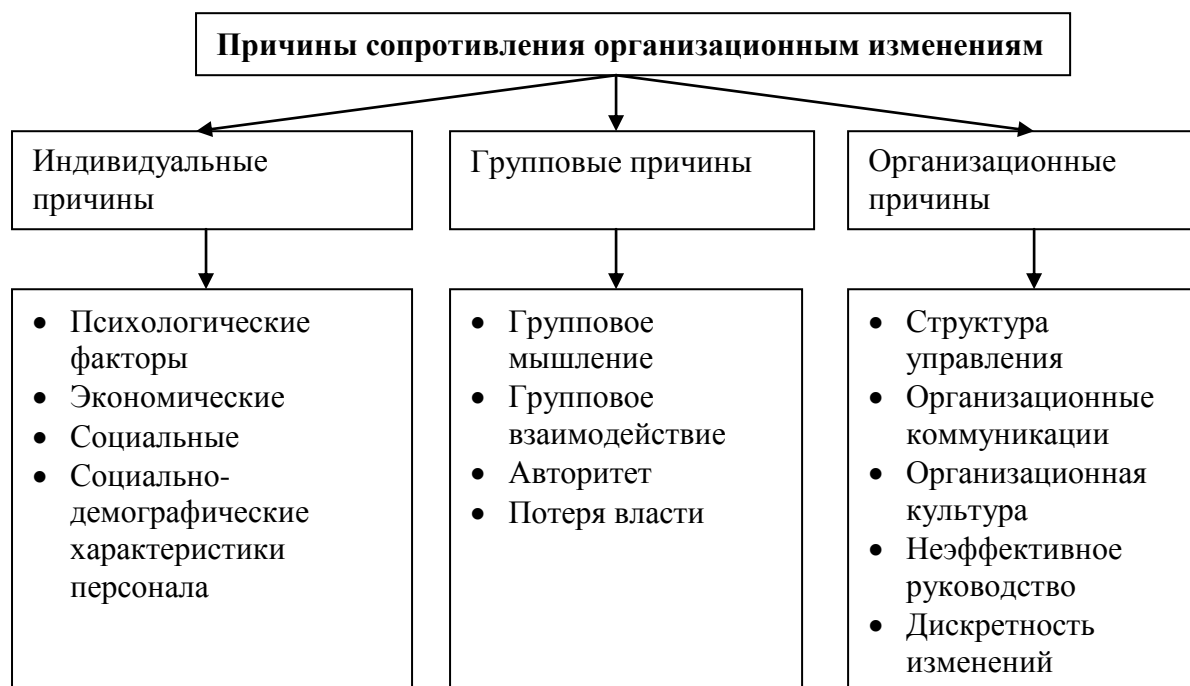 Причины сопротивления организационным изменениям
Индивидуальные
причины
Групповые причины
Организационные
причины
• Психологические
факторы
• Экономические
• Социальные
• Социально-
демографические
характеристики
персонала
• Групповое
мышление
• Групповое
взаимодействие
• Авторитет
• Потеря власти
• Структура
управления
• Организационные
коммуникации
• Организационная
культура
• Неэффективное
руководство
• Дискретность
изменений